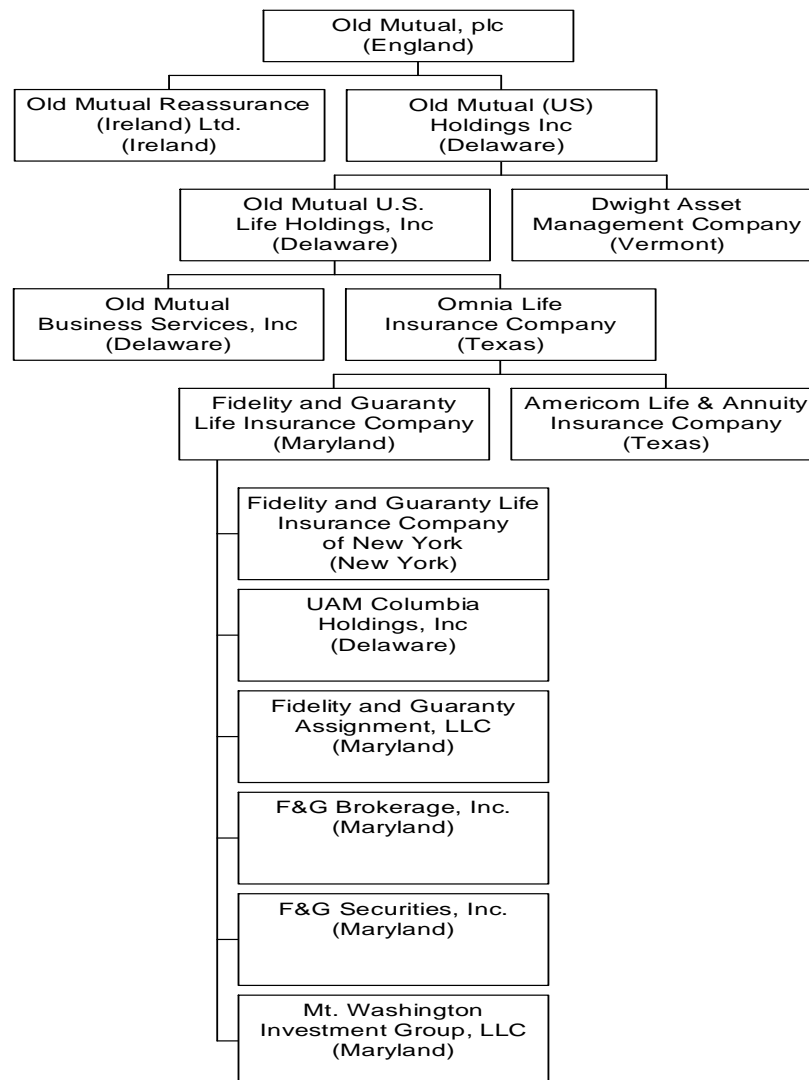 Old Mutual, plc
(England)
Old Mutual Reassurance
(Ireland) Ltd.
(Ireland)
Old Mutual (US)
Holdings Inc
(Delaware)
Old Mutual U.S.
Life Holdings, Inc
(Delaware)
Dwight Asset
Management Company
(Vermont)
Old Mutual
Business Services, Inc
(Delaware)
Omnia Life
Insurance Company
(Texas)
Fidelity and Guaranty
Life Insurance Company
(Maryland)
Americom Life & Annuity
Insurance Company
(Texas)
Fidelity and Guaranty Life
Insurance Company
of New York
(New York)
UAM Columbia
Holdings, Inc
(Delaware)
Fidelity and Guaranty
Assignment, LLC
(Maryland)
F&G Brokerage, Inc.
(Maryland)
F&G Securities, Inc.
(Maryland)
Mt. Washington
Investment Group, LLC
(Maryland)